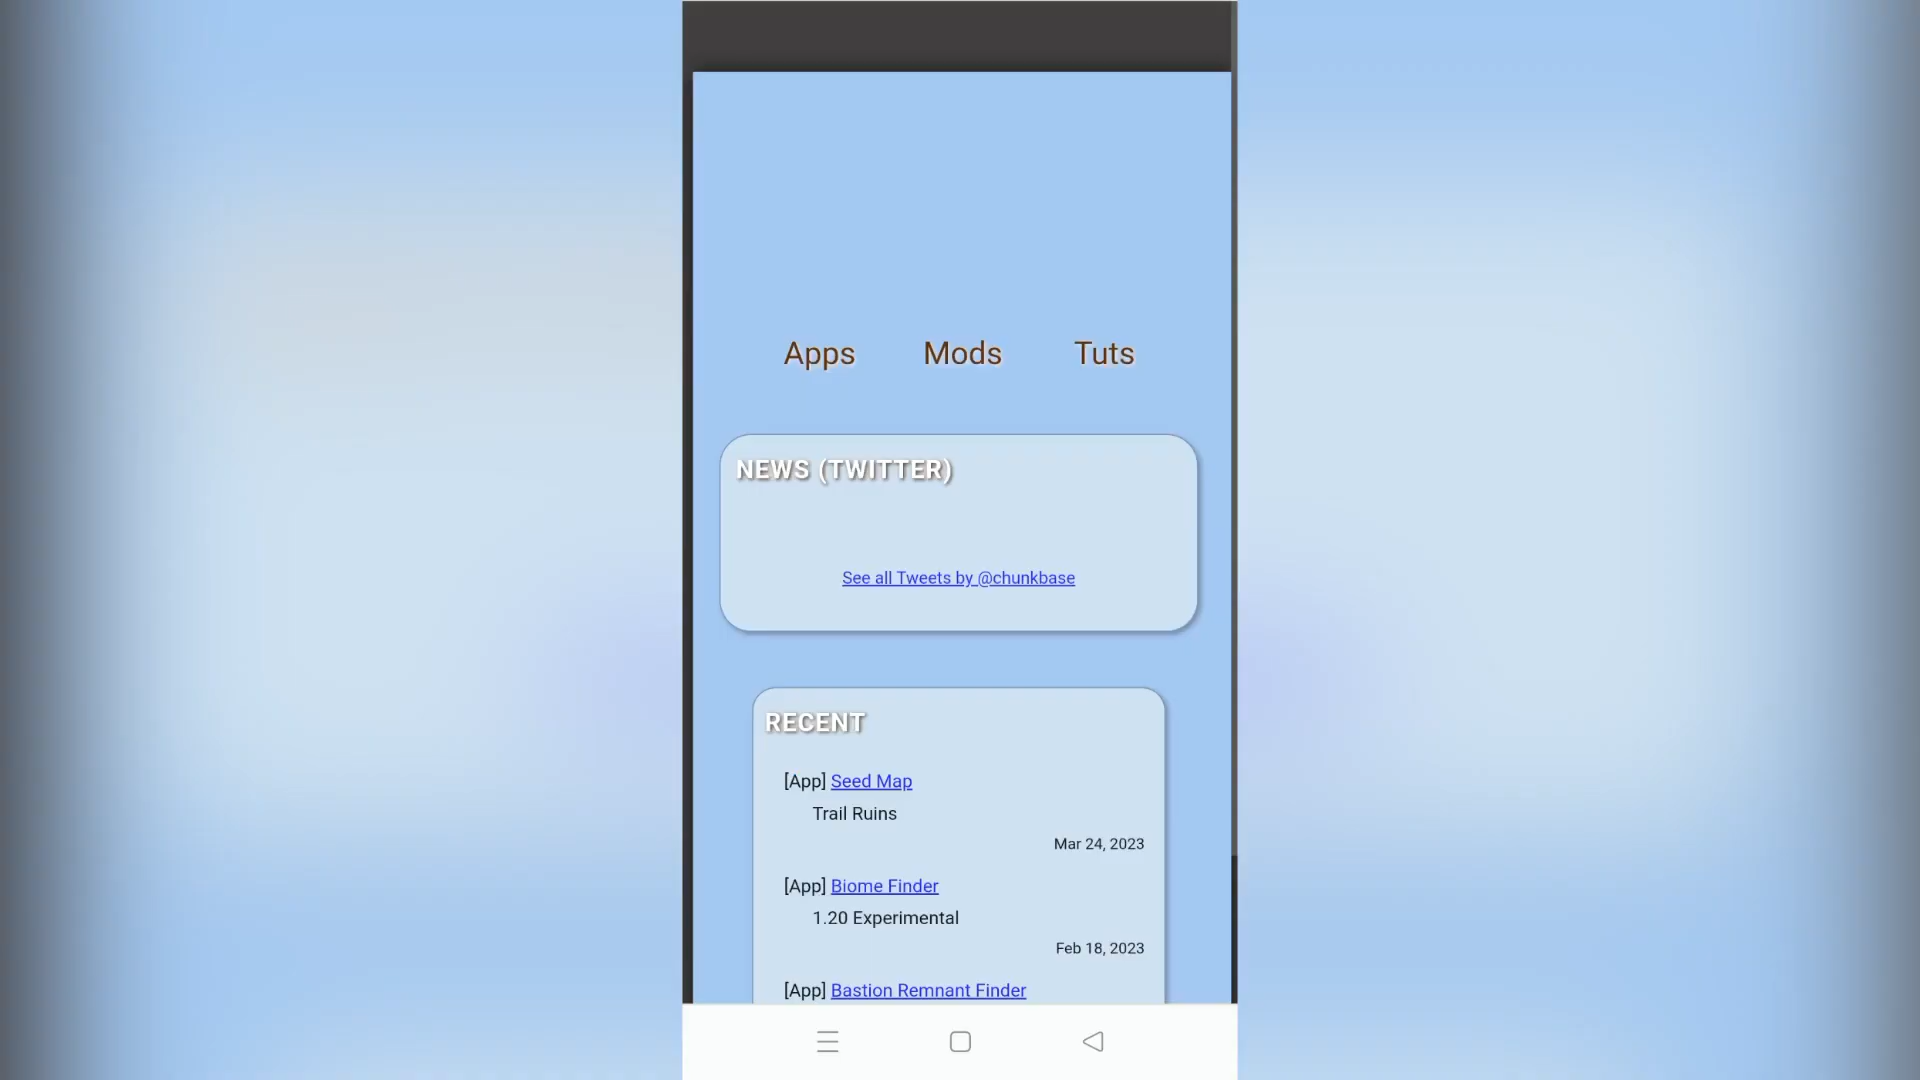 Apps Mods Tuts
NEWS (TWITTER)
See all Tweets by @chunkbase
RECENT
[App] Seed Map
Trail Ruins
Mar 24, 2023
[App] Biome Finder
1.20 Experimental
Feb 18, 2023
[App] Bastion Remnant Finder